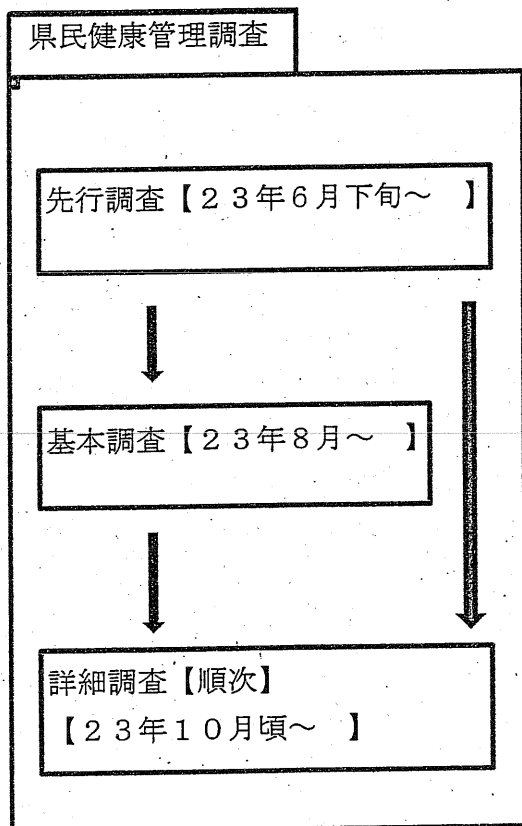 県民健康管理調査
先行調査【２３年６月下旬～　】
基本調査【２３年８月～　】
詳細調査【順次】
【２３年１０月頃～　】